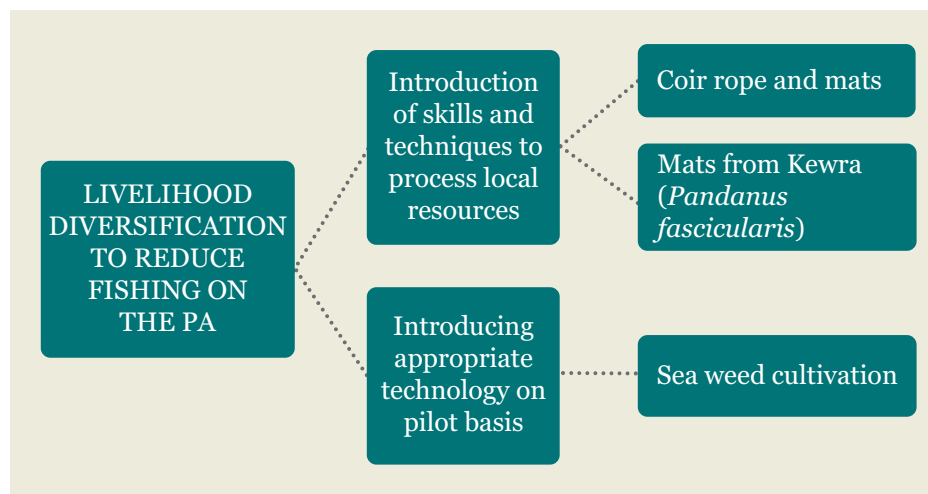 LIVELIHOOD
DIVERSIFICATION
TO REDUCE
FISHING ON
THE PA
Introduction
of skills and
techniques to
process local
resources
Coir rope and mats
Mats from Kewra
(Pandanus
fascicularis)
Introducing
appropriate
technology on
pilot basis
Sea weed cultivation